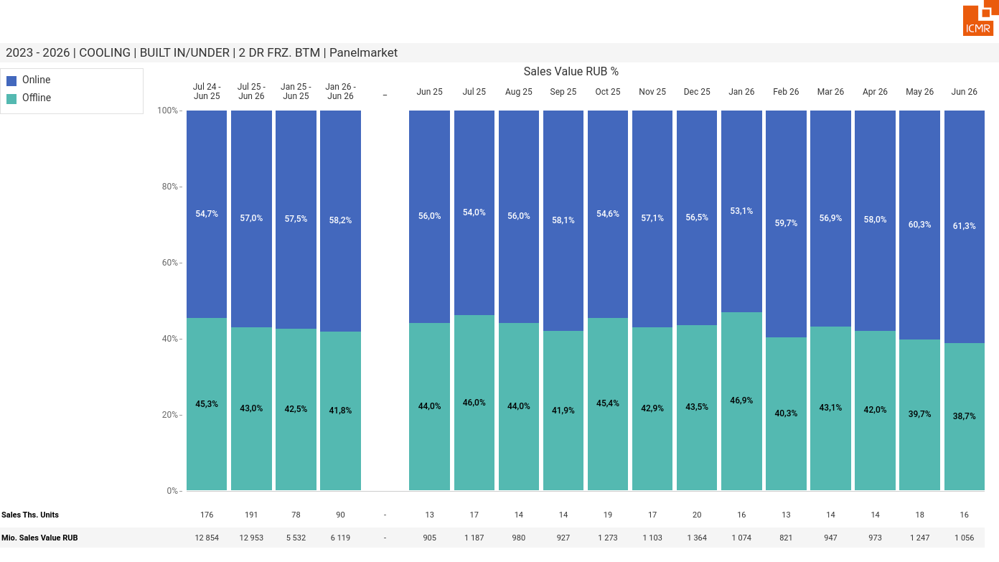 ICMR
2023 - 2026 | COOLING | BUILT IN/UNDER | 2 DR FRZ. BTM | Panelmarket
Online
Offline
Sales Value RUB %
Jul 24 - Jun 25 Jul 25 - Jun 26 Jan 25 - Jun 25 Jan 26 - Jun 26 – Jun 25 Jul 25 Aug 25 Sep 25 Oct 25 Nov 25 Dec 25 Jan 26 Feb 26 Mar 26 Apr 26 May 26 Jun 26
100%
80%
54,7% 57,0% 57,5% 58,2% 56,0% 54,0% 56,0% 58,1% 54,6% 57,1% 56,5% 53,1% 59,7% 56,9% 58,0% 60,3% 61,3%
60%
40%
45,3% 43,0% 42,5% 41,8% 44,0% 46,0% 44,0% 41,9% 45,4% 42,9% 43,5% 46,9% 40,3% 43,1% 42,0% 39,7% 38,7%
20%
0%
Sales Ths. Units 176 191 78 90 - 13 17 14 14 19 17 20 16 13 14 14 18 16
Mio. Sales Value RUB 12 854 12 953 5 532 6 119 - 905 1 187 980 927 1 273 1 103 1 364 1 074 821 947 973 1 247 1 056